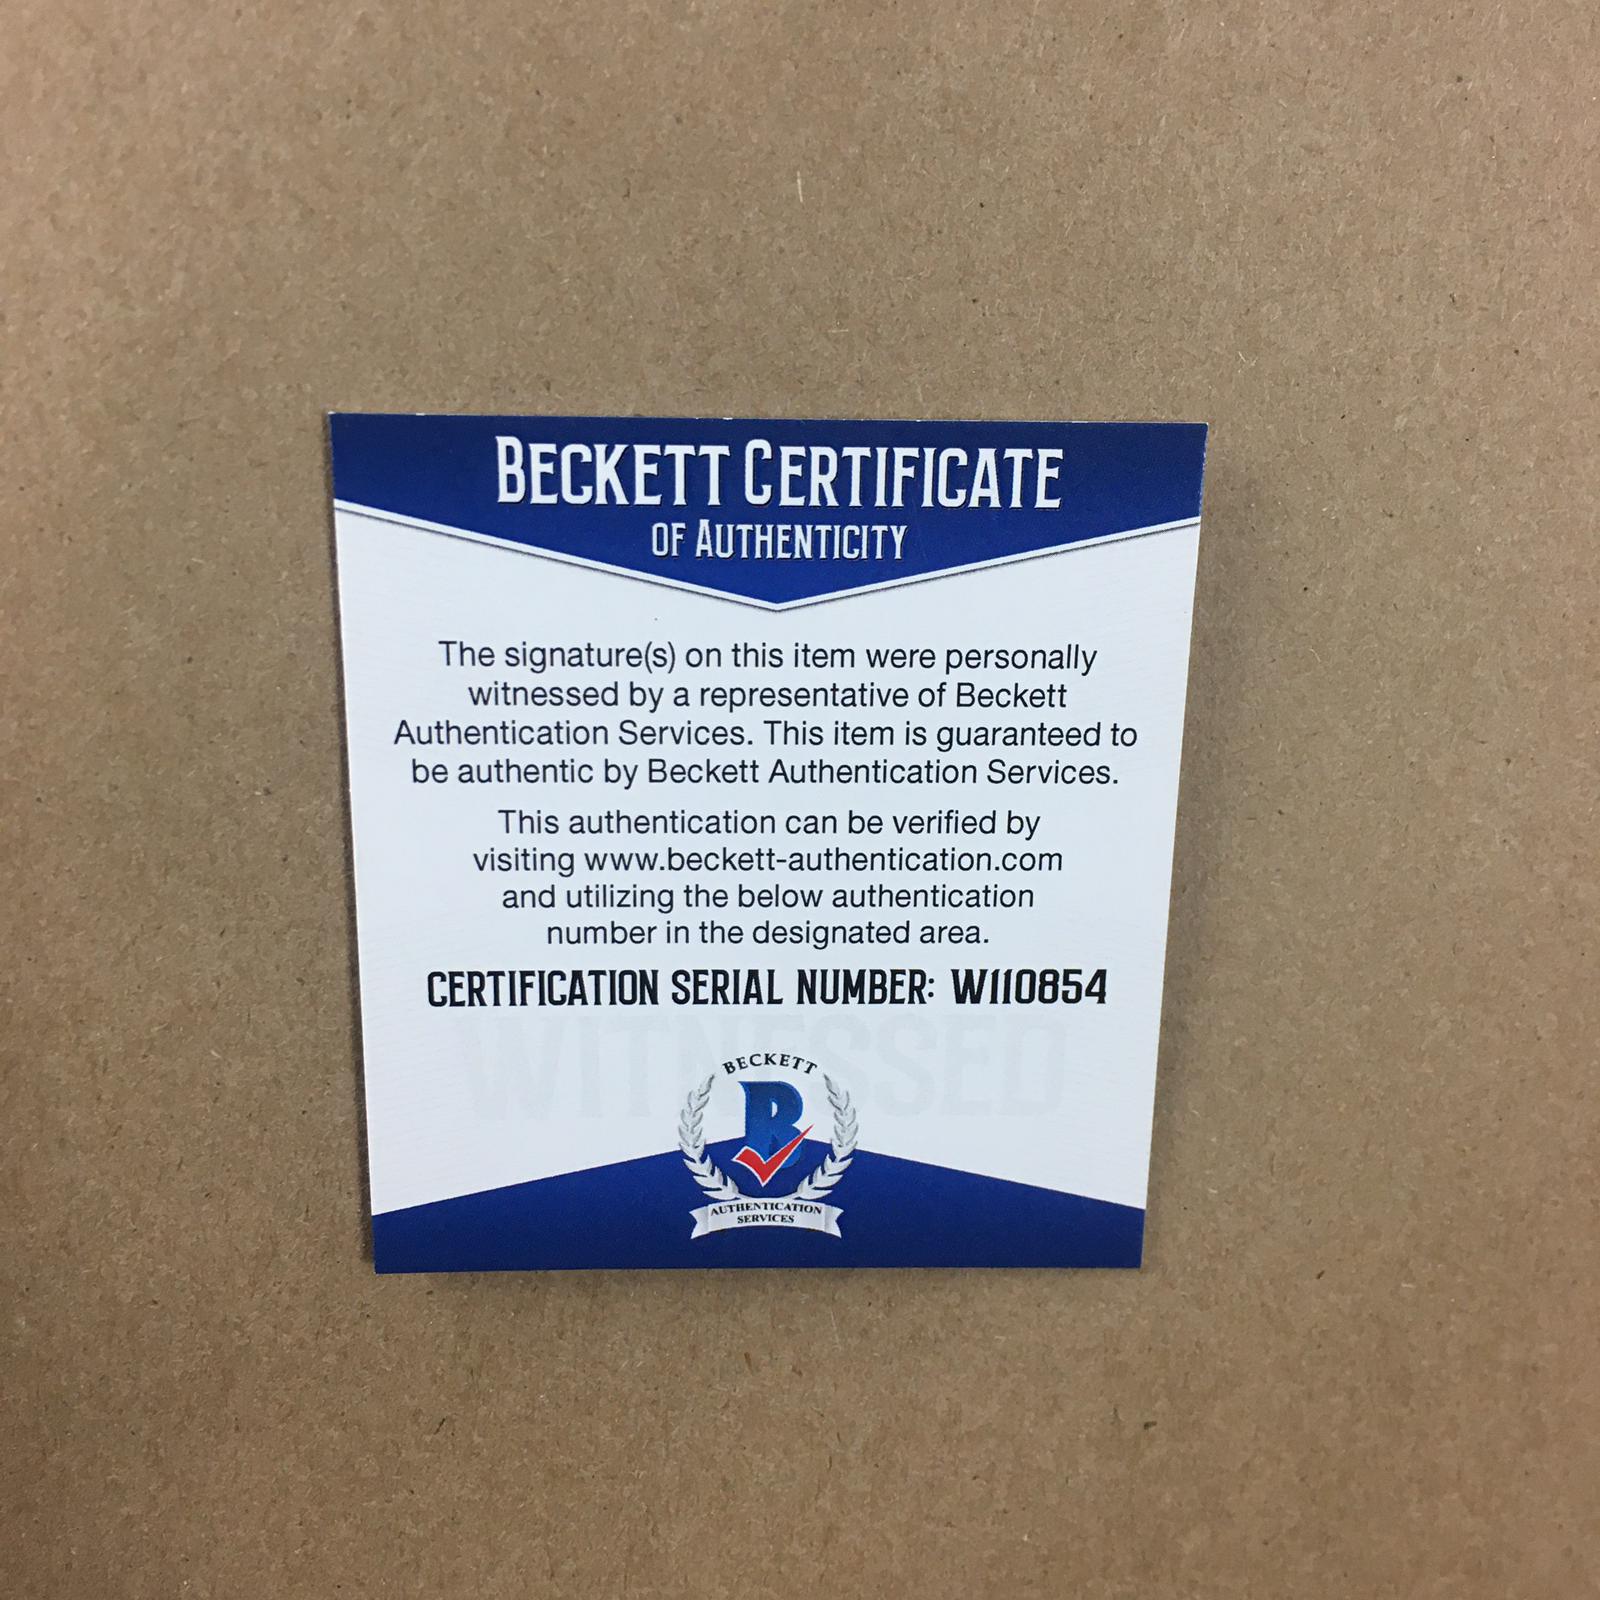 BECKETT CERTIFICATE
OF AUTHENTICITY
The signature(s) on this item were personally
witnessed by a representative of Beckett
Authentication Services. This item is guaranteed to
be authentic by Beckett Authentication Services.
This authentication can be verified by
visiting www.beckett-authentication.com
and utilizing the below authentication
number in the designated area.
CERTIFICATION SERIAL NUMBER: W110854
WITNESSED
BECKETT
B
AUTHENTICATION
SERVICES